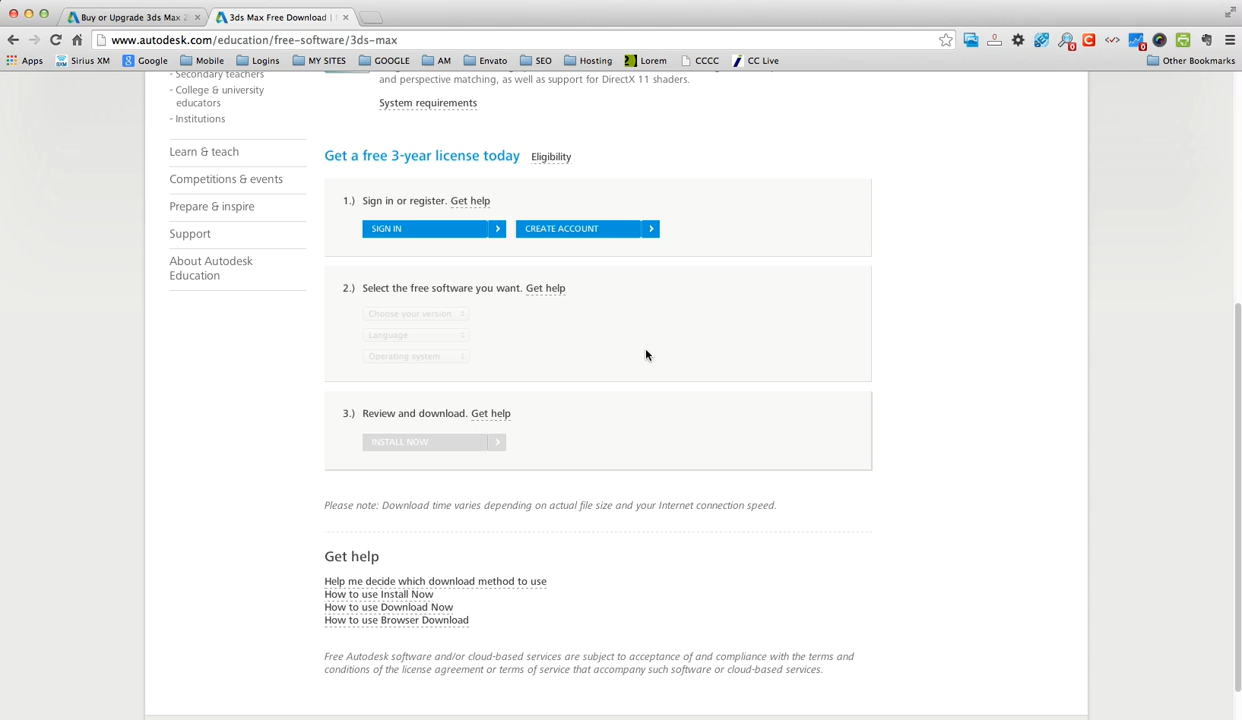 Buy or Upgrade 3ds Max 2
3ds Max Free Download |
www.autodesk.com/education/free-software/3ds-max
Apps
Sirius XM
Google
Mobile
Logins
MY SITES
GOOGLE
AM
Envato
SEO
Hosting
Lorem
CCCC
CC Live
Other Bookmarks
- Secondary teachers
- College & university
educators
- Institutions
Learn & teach
Competitions & events
Prepare & inspire
Support
About Autodesk
Education
and perspective matching, as well as support for DirectX 11 shaders.
System requirements
Get a free 3-year license today Eligibility
1.) Sign in or register. Get help
SIGN IN
CREATE ACCOUNT
2.) Select the free software you want. Get help
Choose your version
Language
Operating system
3.) Review and download. Get help
INSTALL NOW
Please note: Download time varies depending on actual file size and your Internet connection speed.
Get help
Help me decide which download method to use
How to use Install Now
How to use Download Now
How to use Browser Download
Free Autodesk software and/or cloud-based services are subject to acceptance of and compliance with the terms and
conditions of the license agreement or terms of service that accompany such software or cloud-based services.